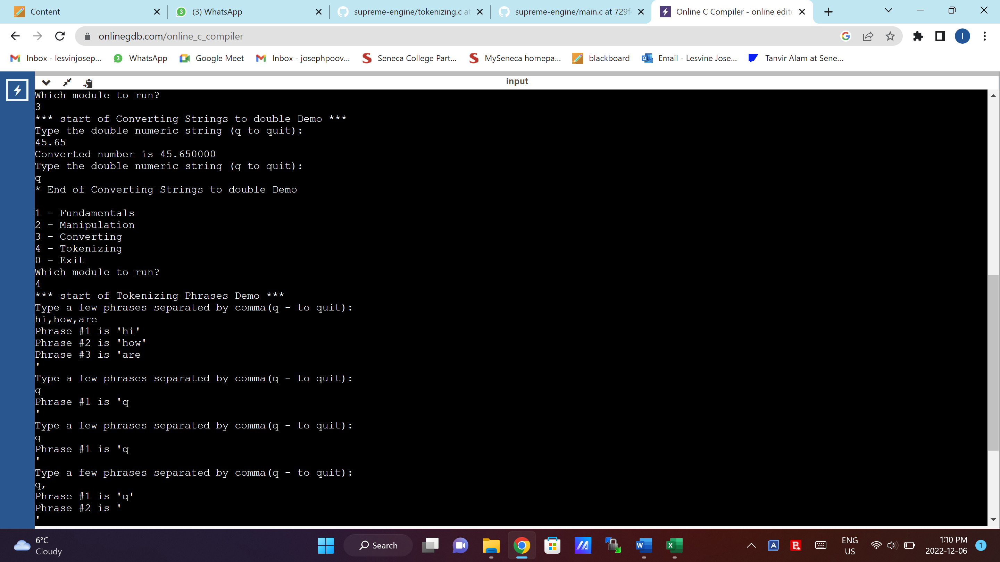 Content
(3) WhatsApp
supreme-engine/tokenizing.c at
supreme-engine/main.c at 729f4
Online C Compiler - online edito
onlinegdb.com/online_c_compiler
Inbox - lesvinjosep...
3 WhatsApp
Google Meet
Inbox - josephpoov...
Seneca College Part...
MySeneca homepa...
blackboard
Email - Lesvine Jose...
Tanvir Alam at Sene...
input
Which module to run?
3
*** start of Converting Strings to double Demo ***
Type the double numeric string (q to quit):
45.65
Converted number is 45.650000
Type the double numeric string (q to quit):
q
* End of Converting Strings to double Demo
1 - Fundamentals
2 - Manipulation
3 - Converting
4 - Tokenizing
0 - Exit
Which module to run?
4
*** start of Tokenizing Phrases Demo ***
Type a few phrases separated by comma(q - to quit):
hi,how,are
Phrase #1 is 'hi'
Phrase #2 is 'how'
Phrase #3 is 'are
'
Type a few phrases separated by comma(q - to quit):
q
Phrase #1 is 'q
'
Type a few phrases separated by comma(q - to quit):
q
Phrase #1 is 'q
'
Type a few phrases separated by comma(q - to quit):
q,
Phrase #1 is 'q'
Phrase #2 is '
'
6°C
Cloudy
Search
ENG
US
1:10 PM
2022-12-06
1